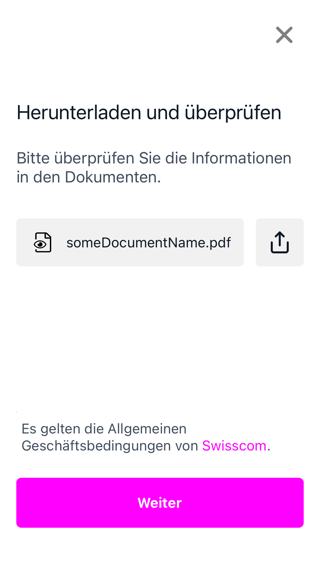 Herunterladen und überprüfen
Bitte überprüfen Sie die Informationen
in den Dokumenten.
someDocumentName.pdf
Es gelten die Allgemeinen
Geschäftsbedingungen von Swisscom.
Weiter